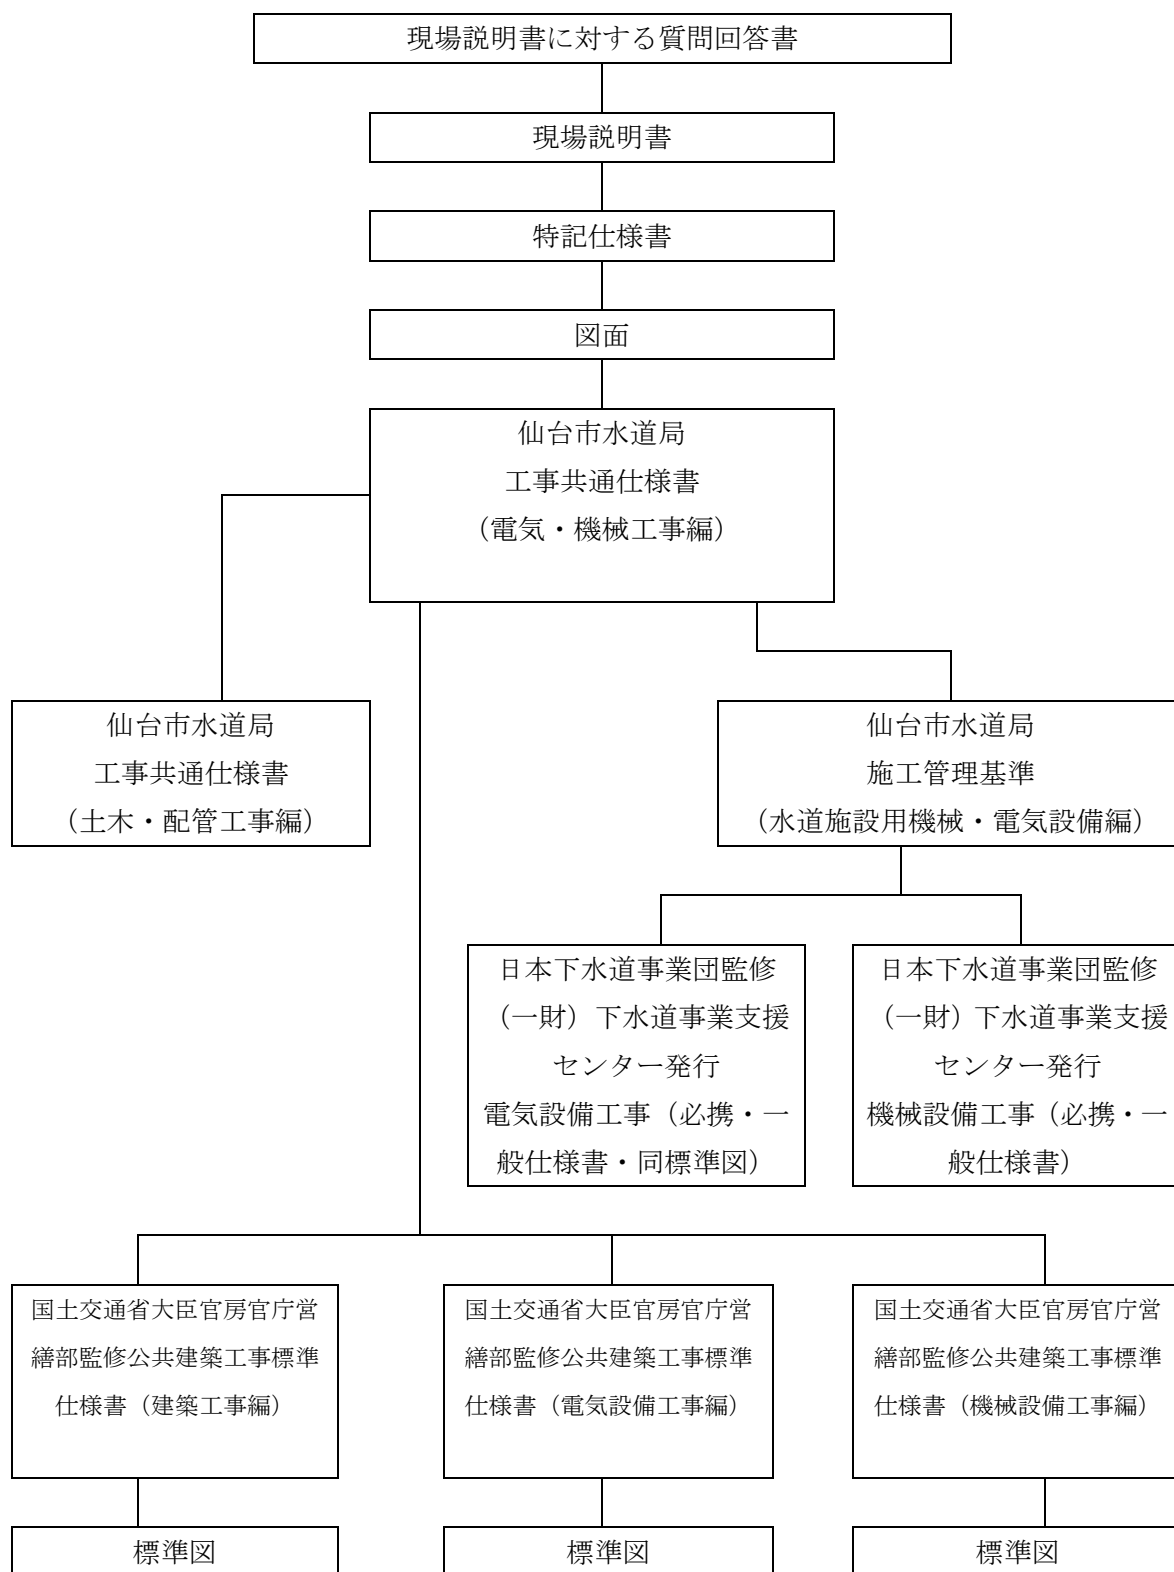 現場説明書に対する質問回答書
現場説明書
特記仕様書
図面
仙台市水道局
工事共通仕様書
（電気・機械工事編）
仙台市水道局
工事共通仕様書
（土木・配管工事編）
仙台市水道局
施工管理基準
（水道施設用機械・電気設備編）
日本下水道事業団監修
（一財）下水道事業支援
センター発行
電気設備工事（必携・一
般仕様書・同標準図）
日本下水道事業団監修
（一財）下水道事業支援
センター発行
機械設備工事（必携・一
般仕様書）
国土交通省大臣官房官庁営
繕部監修公共建築工事標準
仕様書（建築工事編）
国土交通省大臣官房官庁営
繕部監修公共建築工事標準
仕様書（電気設備工事編）
国土交通省大臣官房官庁営
繕部監修公共建築工事標準
仕様書（機械設備工事編）
標準図
標準図
標準図